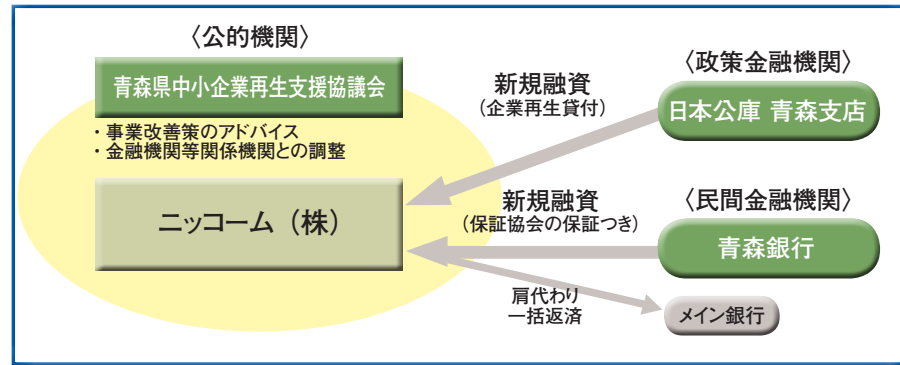 〈公的機関〉
青森県中小企業再生支援協議会
・事業改善策のアドバイス
・金融機関等関係機関との調整
ニッコーム（株）
新規融資
（企業再生貸付）
〈政策金融機関〉
日本公庫 青森支店
新規融資
（保証協会の保証つき）
〈民間金融機関〉
青森銀行
肩代わり
一括返済
メイン銀行